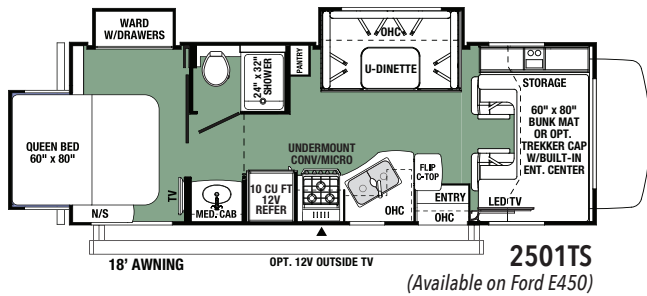 WARD
W/DRAWERS
QUEEN BED
60" x 80"
N/S
TV
24" x 32"
SHOWER
PANTRY
MED. CAB
10 CU FT
12V
REFER
OHC
U-DINETTE
UNDERMOUNT
CONV/MICRO
OHC
FLIP
C-TOP
ENTRY
OHC
STORAGE
60" x 80"
BUNK MAT
OR OPT.
TREKKER CAP
W/BUILT-IN
ENT. CENTER
LED TV
18' AWNING
OPT. 12V OUTSIDE TV
2501TS
(Available on Ford E450)